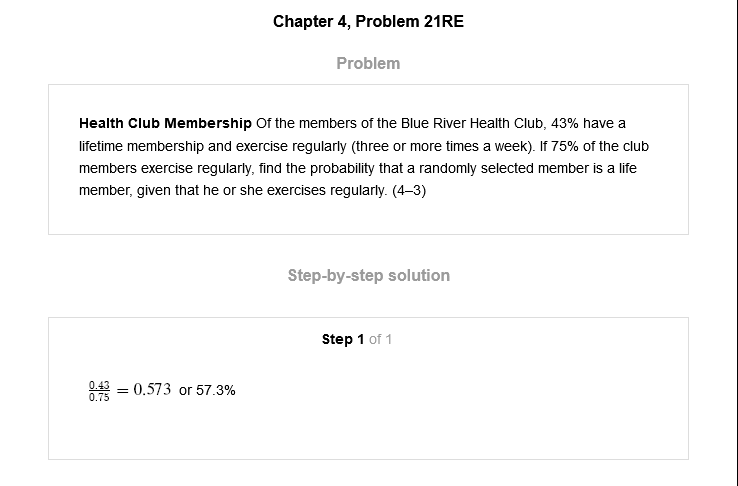 Chapter 4, Problem 21RE
Problem
Health Club Membership Of the members of the Blue River Health Club, 43% have a
lifetime membership and exercise regularly (three or more times a week). If 75% of the club
members exercise regularly, find the probability that a randomly selected member is a life
member, given that he or she exercises regularly. (4–3)
Step-by-step solution
Step 1 of 1
0.43/0.75 = 0.573 or 57.3%